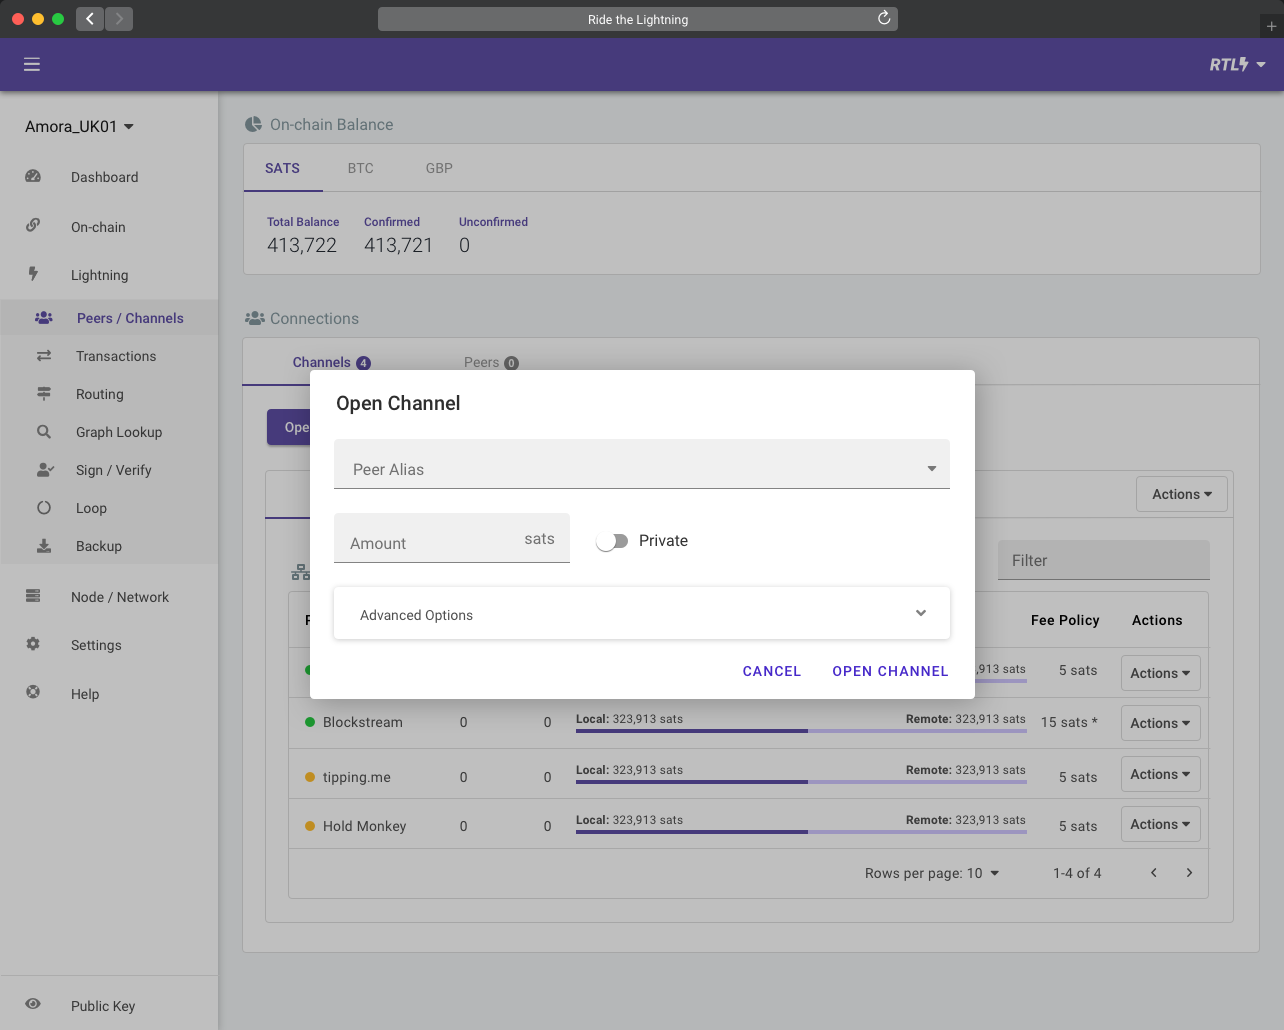 Ride the Lightning
RTL
Amora_UK01
Dashboard
On-chain
Lightning
Peers / Channels
Transactions
Routing
Graph Lookup
Sign / Verify
Loop
Backup
Node / Network
Settings
Help
Public Key
On-chain Balance
SATS BTC GBP
Total Balance Confirmed Unconfirmed
413,722 413,721 0
Connections
Channels 4 Peers 0
Open Channel
Peer Alias
Amount sats Private
Advanced Options
CANCEL OPEN CHANNEL
Actions
Filter
Fee Policy Actions
,913 sats 5 sats Actions
Blockstream 0 0 Local: 323,913 sats Remote: 323,913 sats 15 sats * Actions
tipping.me 0 0 Local: 323,913 sats Remote: 323,913 sats 5 sats Actions
Hold Monkey 0 0 Local: 323,913 sats Remote: 323,913 sats 5 sats Actions
Rows per page: 10 1-4 of 4